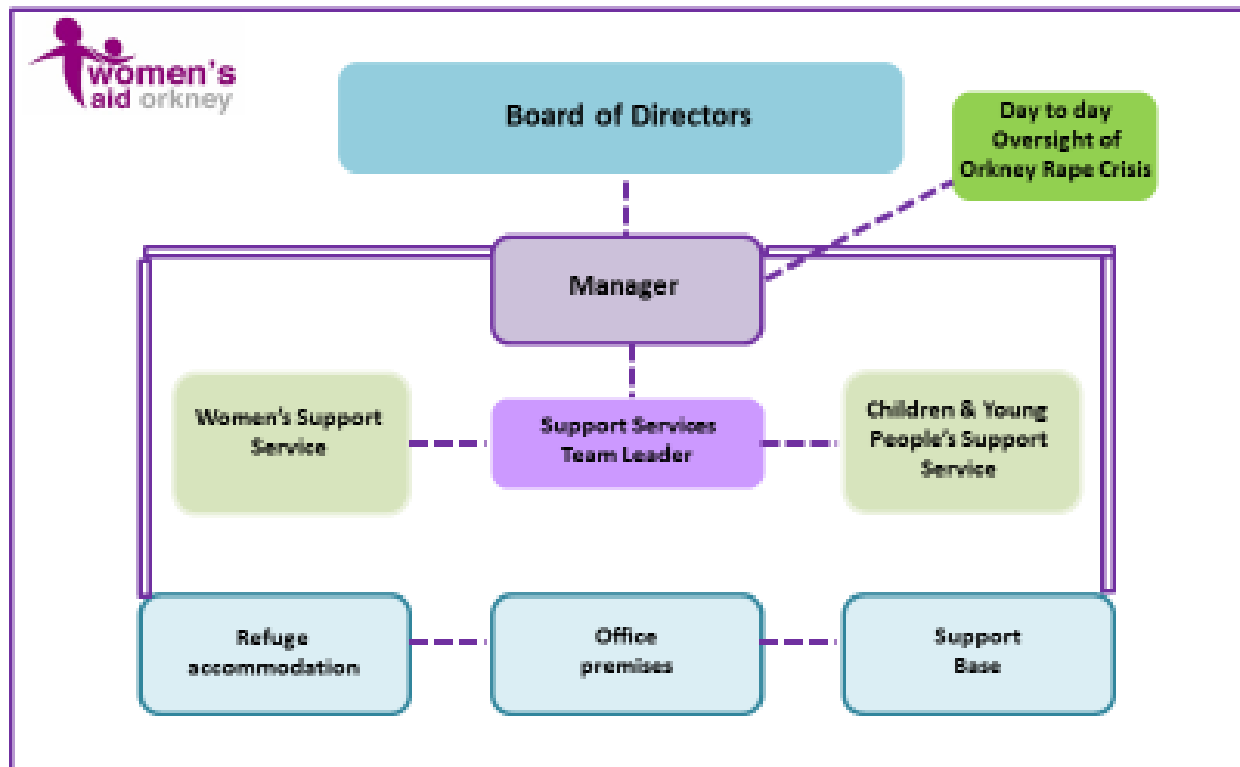 women's
aid orkney
Board of Directors
Day to day
Oversight of
Orkney Rape Crisis
Manager
Women's Support
Service
Support Services
Team Leader
Children & Young
People's Support
Service
Refuge
accommodation
Office
premises
Support
Base